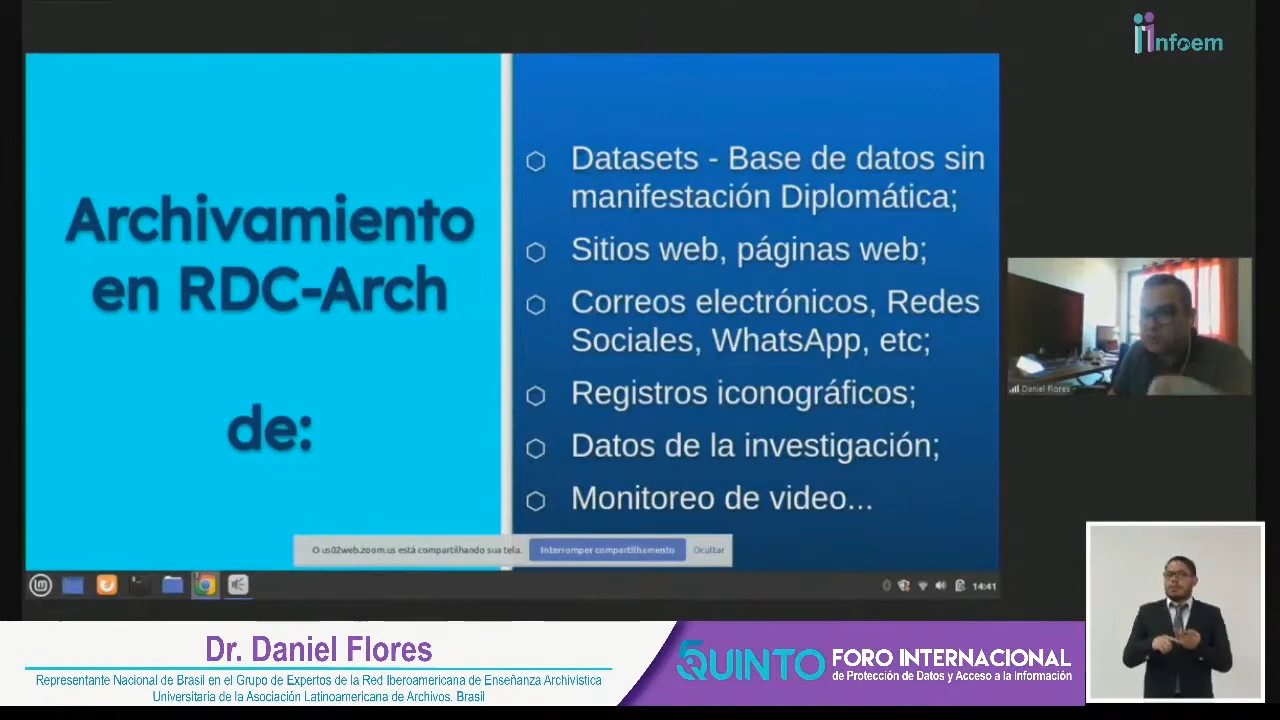 infoem
Archivamiento
en RDC-Arch
de:
Datasets - Base de datos sin
manifestación Diplomática;
Sitios web, páginas web;
Correos electrónicos, Redes
Sociales, WhatsApp, etc;
Registros iconográficos;
Datos de la investigación;
Monitoreo de video...
Daniel Flores
O us02web.zoom.us está compartilhando sua tela.
Interromper compartilhamento
Ocultar
14:41
Dr. Daniel Flores
Representante Nacional de Brasil en el Grupo de Expertos de la Red Iberoamericana de Enseñanza Archivística
Universitaria de la Asociación Latinoamericana de Archivos. Brasil
5 QUINTO FORO INTERNACIONAL
de Protección de Datos y Acceso a la Información